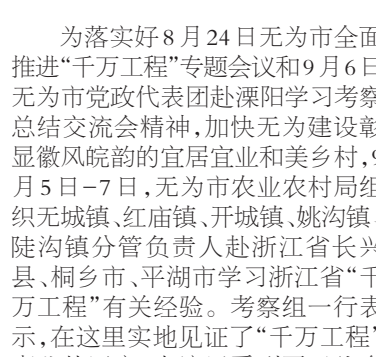 为落实好8月24日无为市全面
推进“千万工程”专题会议和9月6日
无为市党政代表团赴溧阳学习考察
总结交流会精神,加快无为建设彰
显徽风皖韵的宜居宜业和美乡村,9
月5日-7日,无为市农业农村局组
织无城镇、红庙镇、开城镇、姚沟镇、
陡沟镇分管负责人赴浙江省长兴
县、桐乡市、平湖市学习浙江省“千
万工程”有关经验。考察组一行表
示,在这里实地见证了“千万工程”